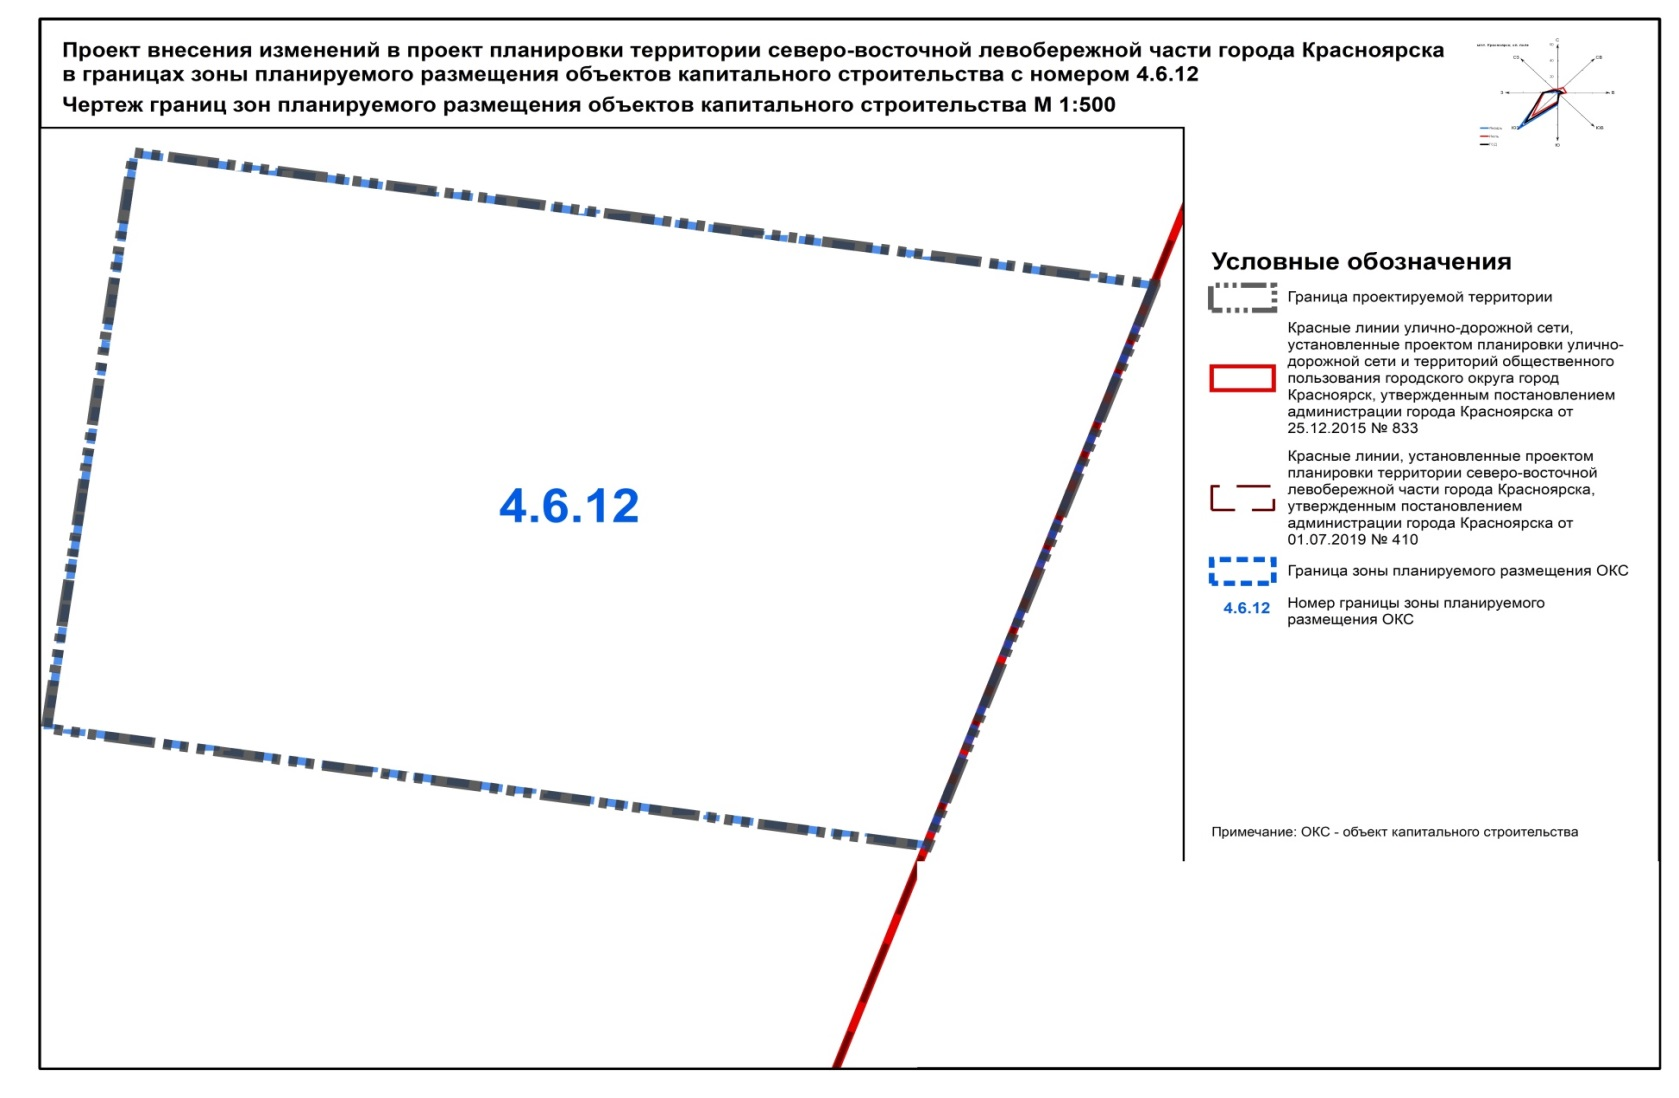 Проект внесения изменений в проект планировки территории северо-восточной левобережной части города Красноярска
в границах зоны планируемого размещения объектов капитального строительства с номером 4.6.12
Чертеж границ зон планируемого размещения объектов капитального строительства М 1:500
С
СВ
В
ЮВ
Ю
З
СЗ
4.6.12
Условные обозначения
Граница проектируемой территории
Красные линии улично-дорожной сети,
установленные проектом планировки улично-
дорожной сети и территорий общественного
пользования городского округа город
Красноярск, утвержденным постановлением
администрации города Красноярска от
25.12.2015 № 833
Красные линии, установленные проектом
планировки территории северо-восточной
левобережной части города Красноярска,
утвержденным постановлением
администрации города Красноярска от
01.07.2019 № 410
Граница зоны планируемого размещения ОКС
4.6.12 Номер границы зоны планируемого
размещения ОКС
Примечание: ОКС - объект капитального строительства